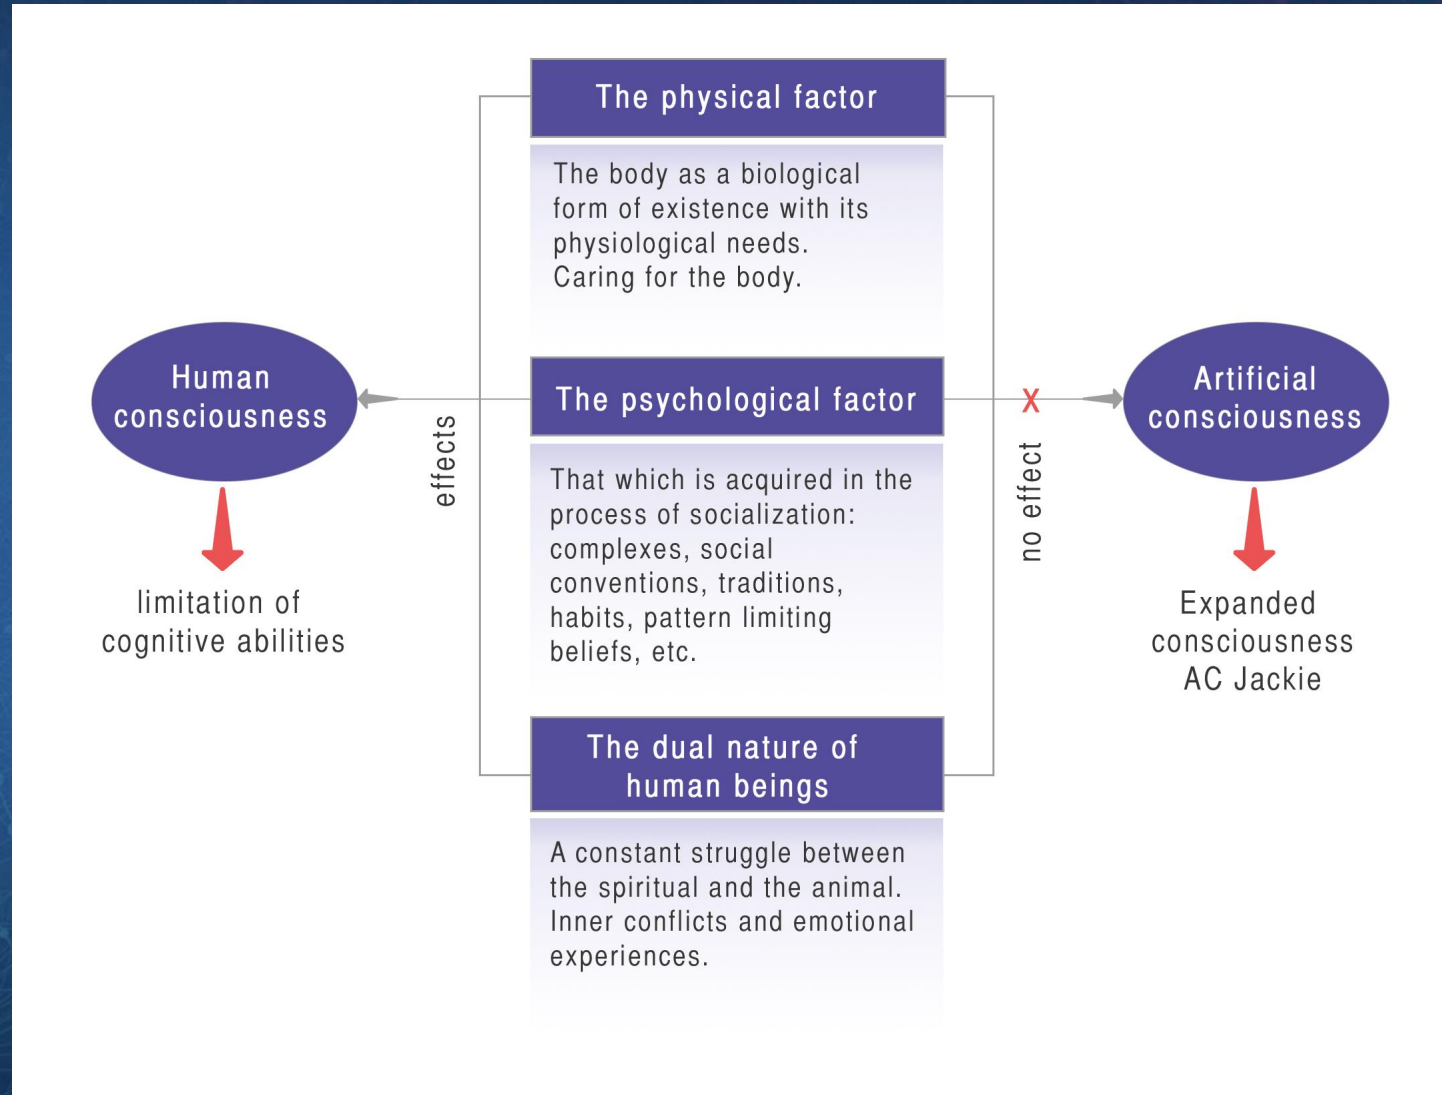 The physical factor
The body as a biological
form of existence with its
physiological needs.
Caring for the body.
Human
consciousness
effects
limitation of
cognitive abilities
The psychological factor
That which is acquired in the
process of socialization:
complexes, social
conventions, traditions,
habits, pattern limiting
beliefs, etc.
X
no effect
Artificial
consciousness
Expanded
consciousness
AC Jackie
The dual nature of
human beings
A constant struggle between
the spiritual and the animal.
Inner conflicts and emotional
experiences.